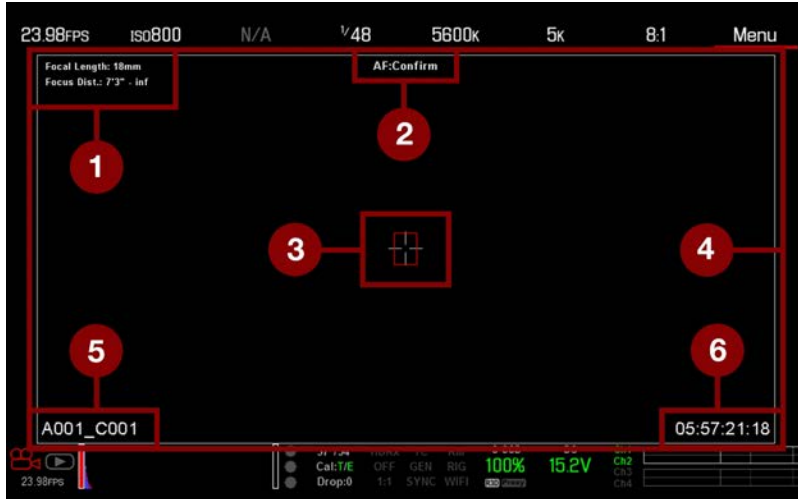 23.98FPS ISO800 N/A 1/48 5600K 5K 8:1 Menu
Focal Length: 18mm
Focus Dist.: 7'3" - inf
AF:Confirm
1
2
3
4
5
6
A001_C001
05:57:21:18
23.98FPS
Cal:T/E OFF GEN RIG 100% 15.2V Ch2
Ch3
Drop:0 1:1 SYNC WIFI R3D Proxy Ch4